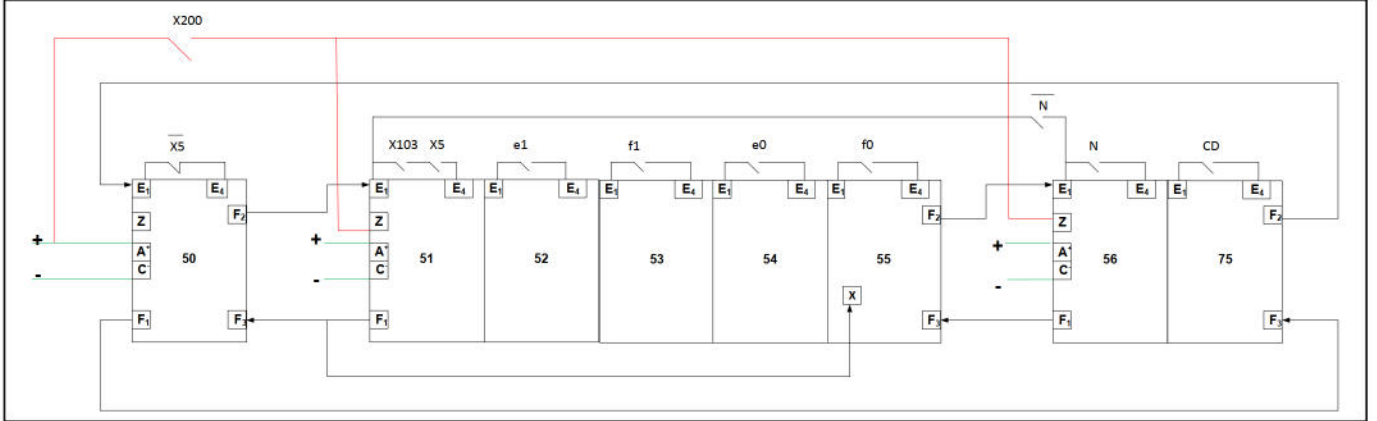 X200
N̅
X̅5̅
X103 X5 e1 f1 e0 f0 N CD
E₁ E₄ E₁ E₄ E₁ E₄ E₁ E₄ E₁ E₄ E₁ E₄ E₁ E₄ E₁ E₄
F₂ F₂ F₂
Z Z Z
+ A⁺ + A⁺ + A⁺
50 51 52 53 54 55 56 75
- C⁻ - C⁻ - C⁻
X
F₁ F₃ F₁ F₃ F₁ F₃